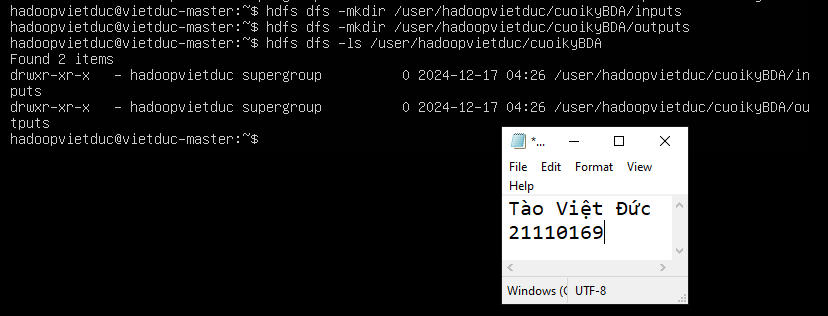 hadoopvietduc@vietduc-master:~$ hdfs dfs -mkdir /user/hadoopvietduc/cuoikyBDA/inputs
hadoopvietduc@vietduc-master:~$ hdfs dfs -mkdir /user/hadoopvietduc/cuoikyBDA/outputs
hadoopvietduc@vietduc-master:~$ hdfs dfs -ls /user/hadoopvietduc/cuoikyBDA
Found 2 items
drwxr-xr-x   - hadoopvietduc supergroup          0 2024-12-17 04:26 /user/hadoopvietduc/cuoikyBDA/in
puts
drwxr-xr-x   - hadoopvietduc supergroup          0 2024-12-17 04:26 /user/hadoopvietduc/cuoikyBDA/ou
tputs
hadoopvietduc@vietduc-master:~$
*...
File Edit Format View
Help
Tào Việt Đức
21110169
Windows (C UTF-8